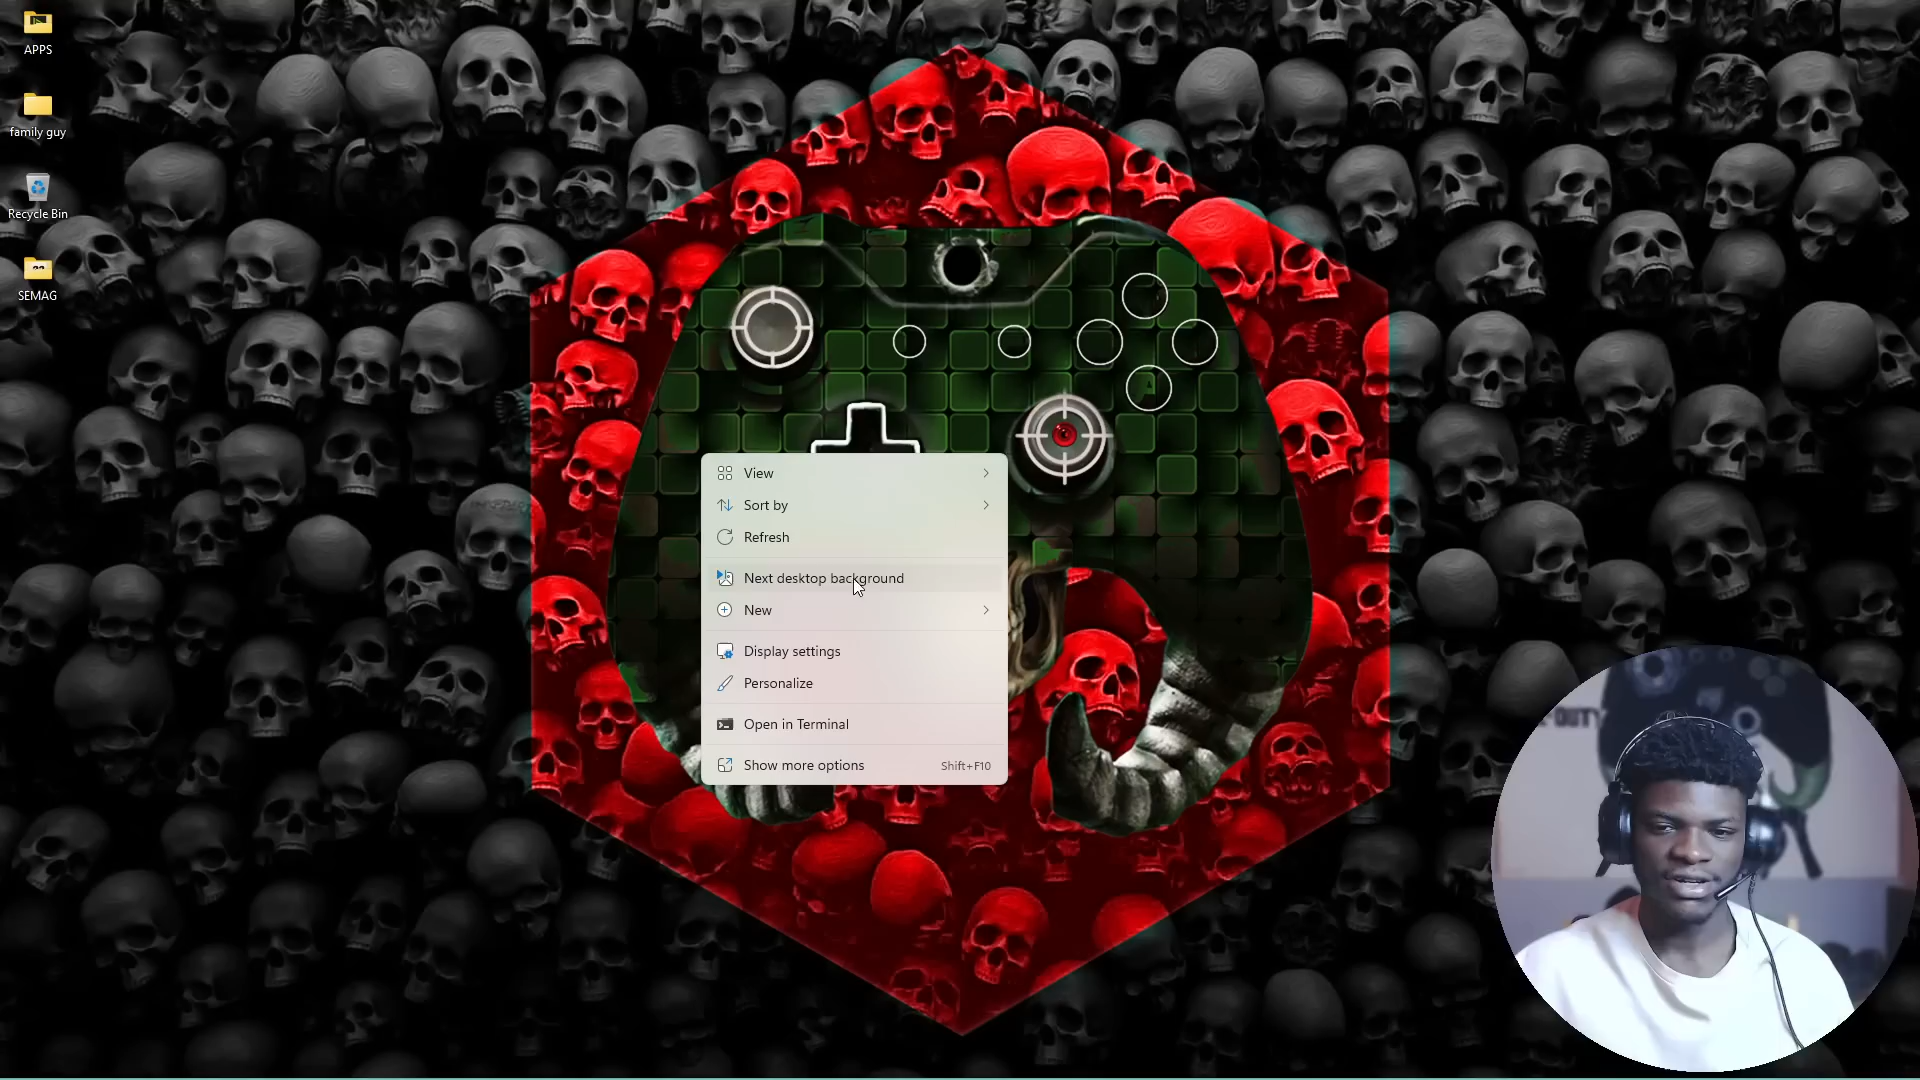 APPS
family guy
Recycle Bin
SEMAG
View
Sort by
Refresh
Next desktop background
New
Display settings
Personalize
Open in Terminal
Show more options Shift+F10